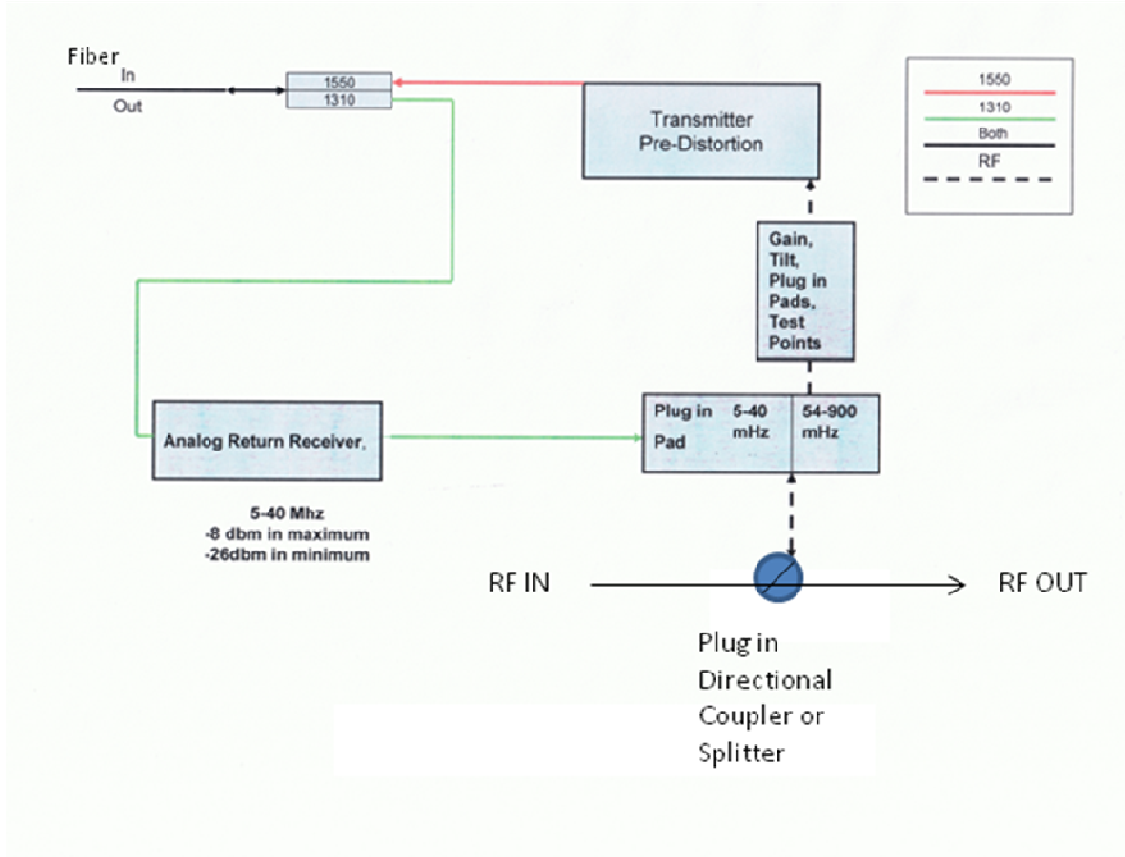 Fiber
In
Out
1550
1310
Transmitter
Pre-Distortion
1550
1310
Both
RF
Gain,
Tilt,
Plug in
Pads,
Test
Points
Plug in 5-40 54-900
Pad mHz mHz
Analog Return Receiver.
5-40 Mhz
-8 dbm in maximum
-26dbm in minimum
RF IN
RF OUT
Plug in
Directional
Coupler or
Splitter